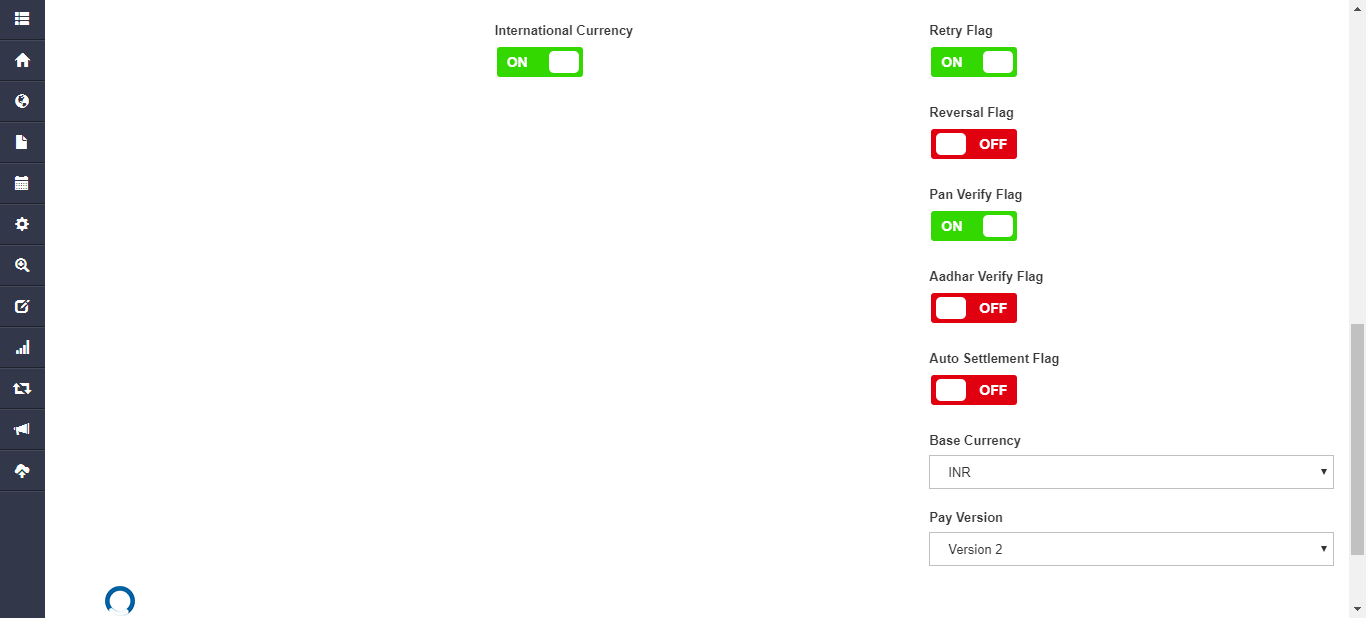 International Currency
ON
Retry Flag
ON
Reversal Flag
OFF
Pan Verify Flag
ON
Aadhar Verify Flag
OFF
Auto Settlement Flag
OFF
Base Currency
INR
Pay Version
Version 2